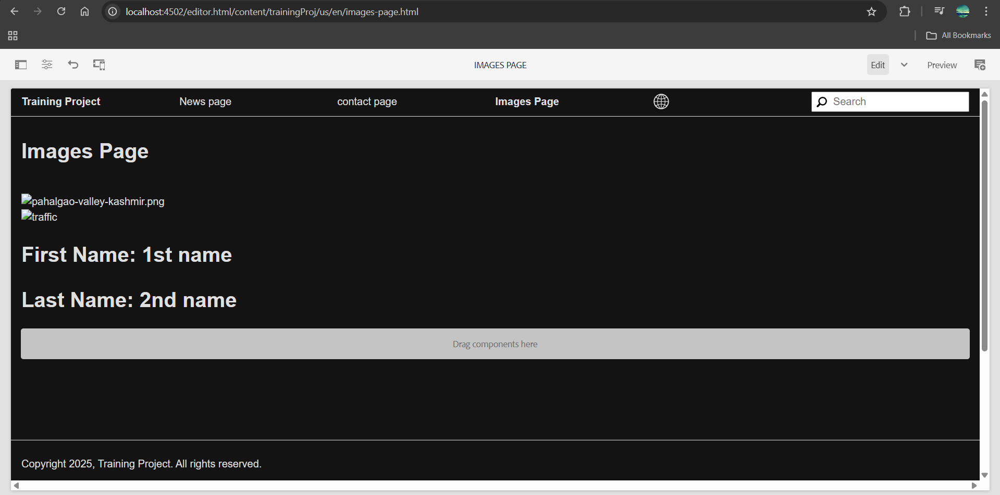 localhost:4502/editor.html/content/trainingProj/us/en/images-page.html
All Bookmarks
IMAGES PAGE
Edit
Preview
Training Project
News page
contact page
Images Page
Search
Images Page
pahalgao-valley-kashmir.png
traffic
First Name: 1st name
Last Name: 2nd name
Drag components here
Copyright 2025, Training Project. All rights reserved.